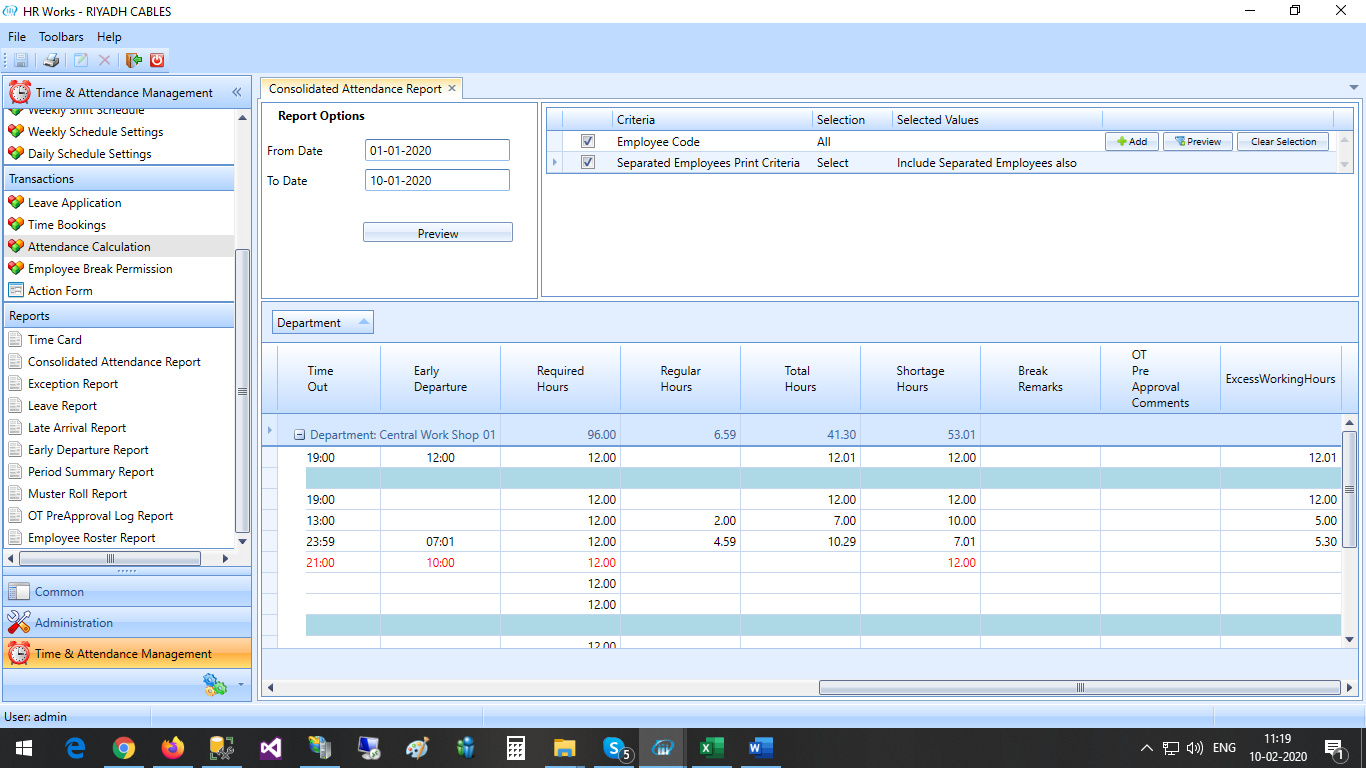 HR Works - RIYADH CABLES
File Toolbars Help
Time & Attendance Management
Weekly Shift Schedule
Weekly Schedule Settings
Daily Schedule Settings
Transactions
Leave Application
Time Bookings
Attendance Calculation
Employee Break Permission
Action Form
Reports
Time Card
Consolidated Attendance Report
Exception Report
Leave Report
Late Arrival Report
Early Departure Report
Period Summary Report
Muster Roll Report
OT PreApproval Log Report
Employee Roster Report
Common
Administration
Time & Attendance Management
Consolidated Attendance Report
Report Options
From Date 01-01-2020
To Date 10-01-2020
Preview
Criteria Selection Selected Values
Employee Code All Add Preview Clear Selection
Separated Employees Print Criteria Select Include Separated Employees also
Department
Time Out Early Departure Required Hours Regular Hours Total Hours Shortage Hours Break Remarks OT Pre Approval Comments ExcessWorkingHours
Department: Central Work Shop 01 96.00 6.59 41.30 53.01
19:00 12:00 12.00 12.01 12.00 12.01
19:00 12.00 12.00 12.00 12.00
13:00 12.00 2.00 7.00 10.00 5.00
23:59 07:01 12.00 4.59 10.29 7.01 5.30
21:00 10:00 12.00 12.00
12.00
12.00
12.00
User: admin
5
ENG
11:19
10-02-2020
1